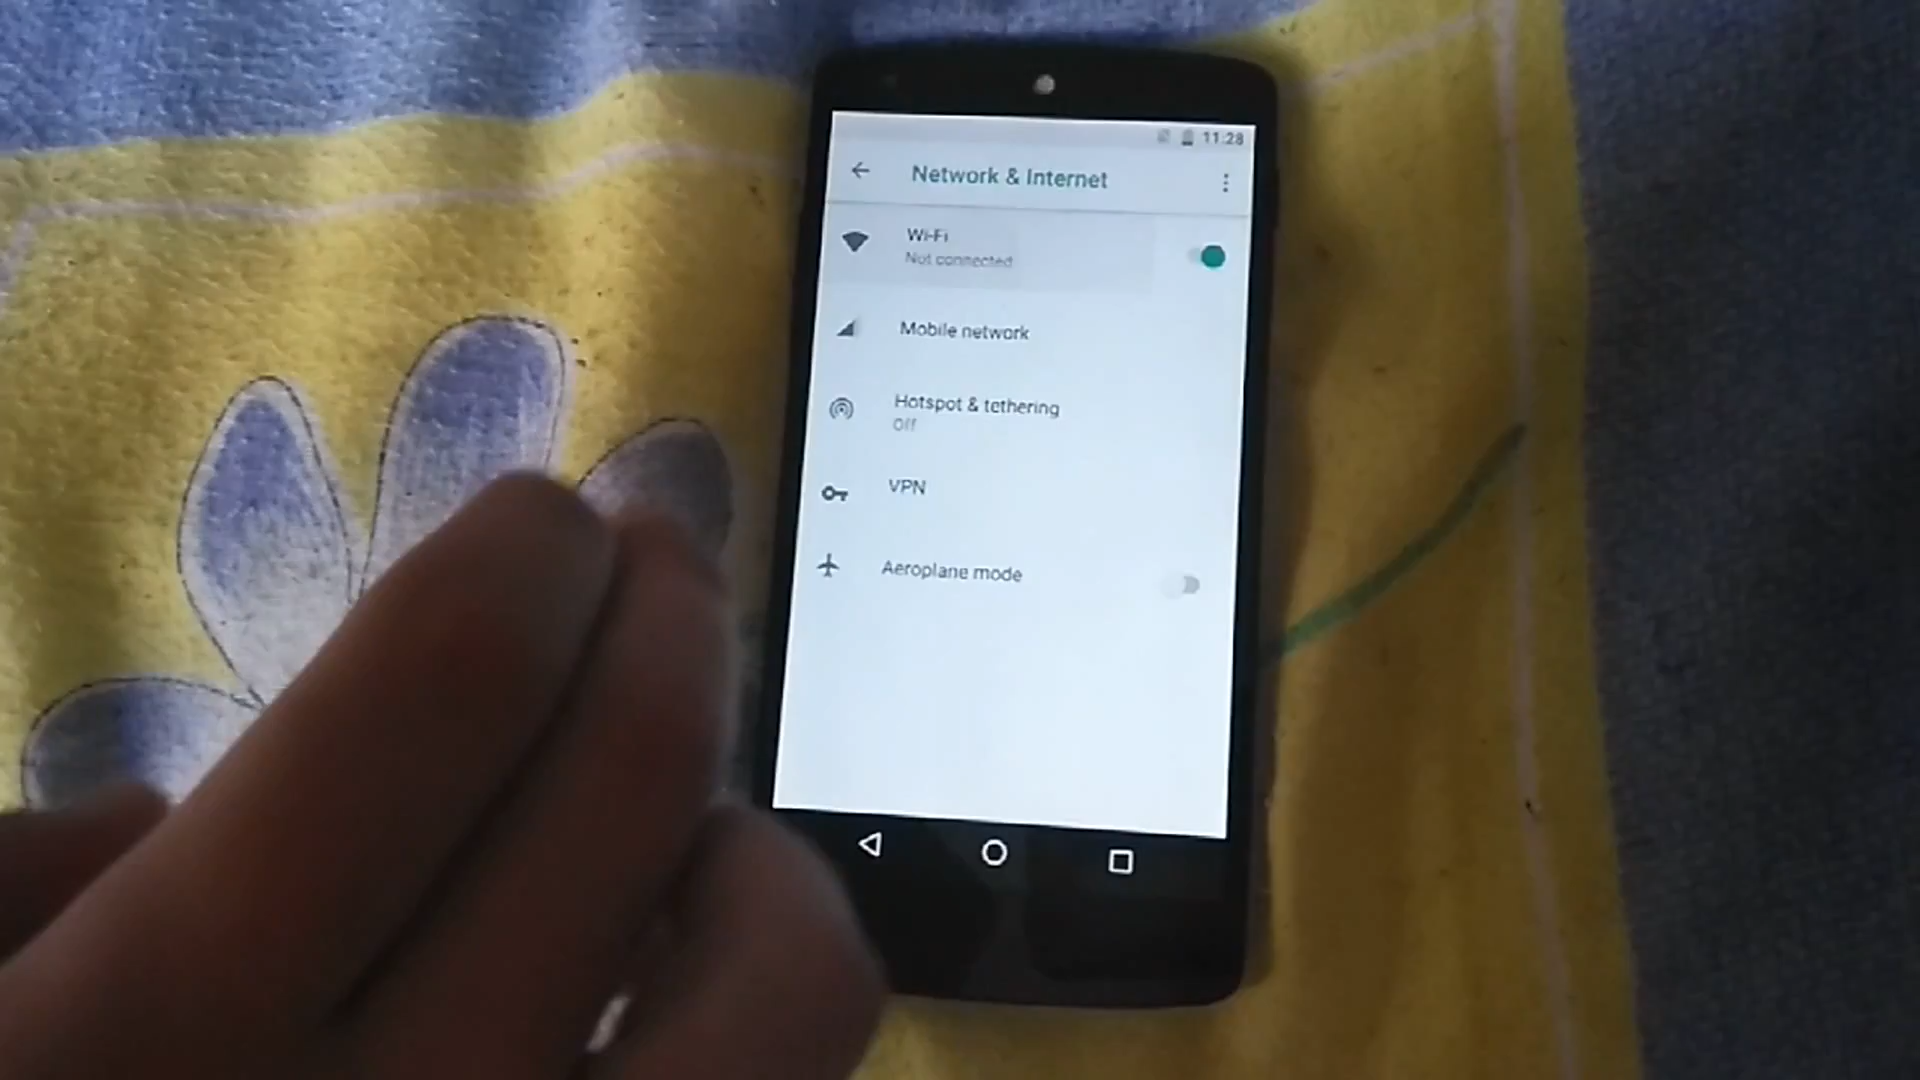 11:28
Network & Internet
Wi-Fi
Not connected
Mobile network
Hotspot & tethering
Off
VPN
Aeroplane mode